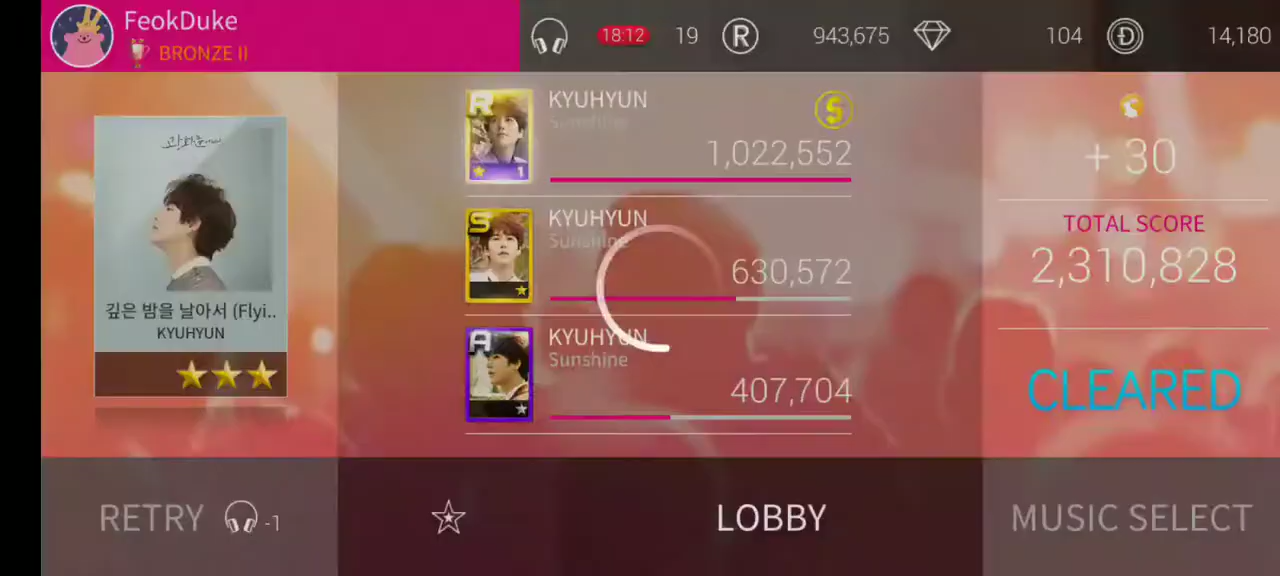 FeokDuke
BRONZE II
18:12
19
R
943,675
104
Đ
14,180
깊은 밤을 날아서 (Flyi..
KYUHYUN
R
1
KYUHYUN
Sunshine
S
1,022,552
S
KYUHYUN
Sunshine
630,572
A
KYUHYUN
Sunshine
407,704
+ 30
TOTAL SCORE
2,310,828
CLEARED
RETRY
-1
LOBBY
MUSIC SELECT